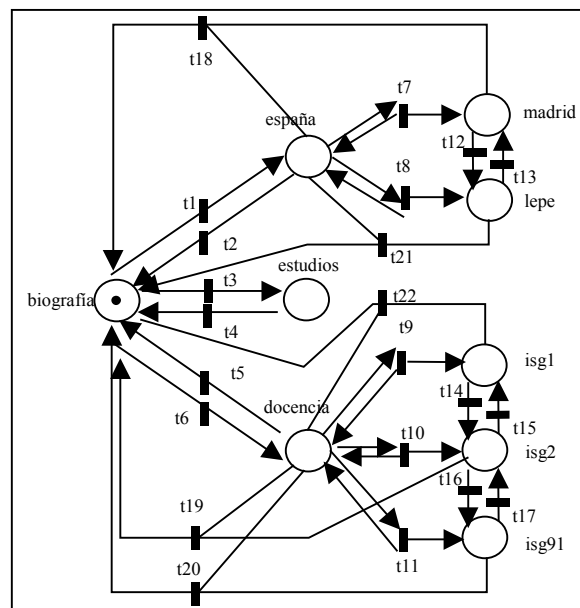 t18
t7
españa
madrid
t12
t8
t13
t1
lepe
t2
t21
estudios
t3
biografía
t22
t4
t9
isg1
t5
t14
t6
docencia
t10
t15
isg2
t16
t19
t17
isg91
t20
t11